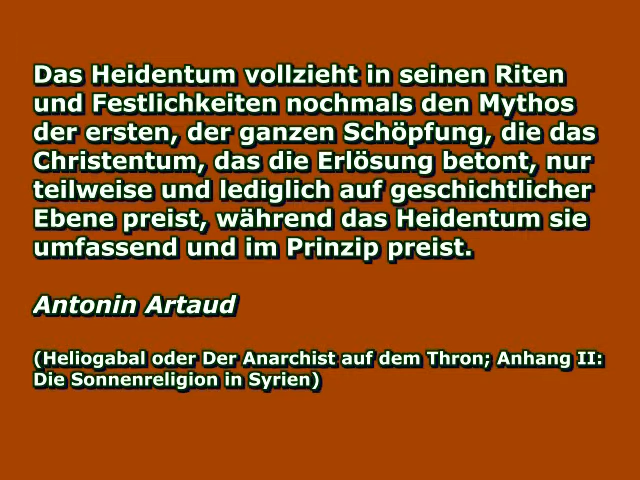 Das Heidentum vollzieht in seinen Riten
und Festlichkeiten nochmals den Mythos
der ersten, der ganzen Schöpfung, die das
Christentum, das die Erlösung betont, nur
teilweise und lediglich auf geschichtlicher
Ebene preist, während das Heidentum sie
umfassend und im Prinzip preist.
Antonin Artaud
(Heliogabal oder Der Anarchist auf dem Thron; Anhang II:
Die Sonnenreligion in Syrien)